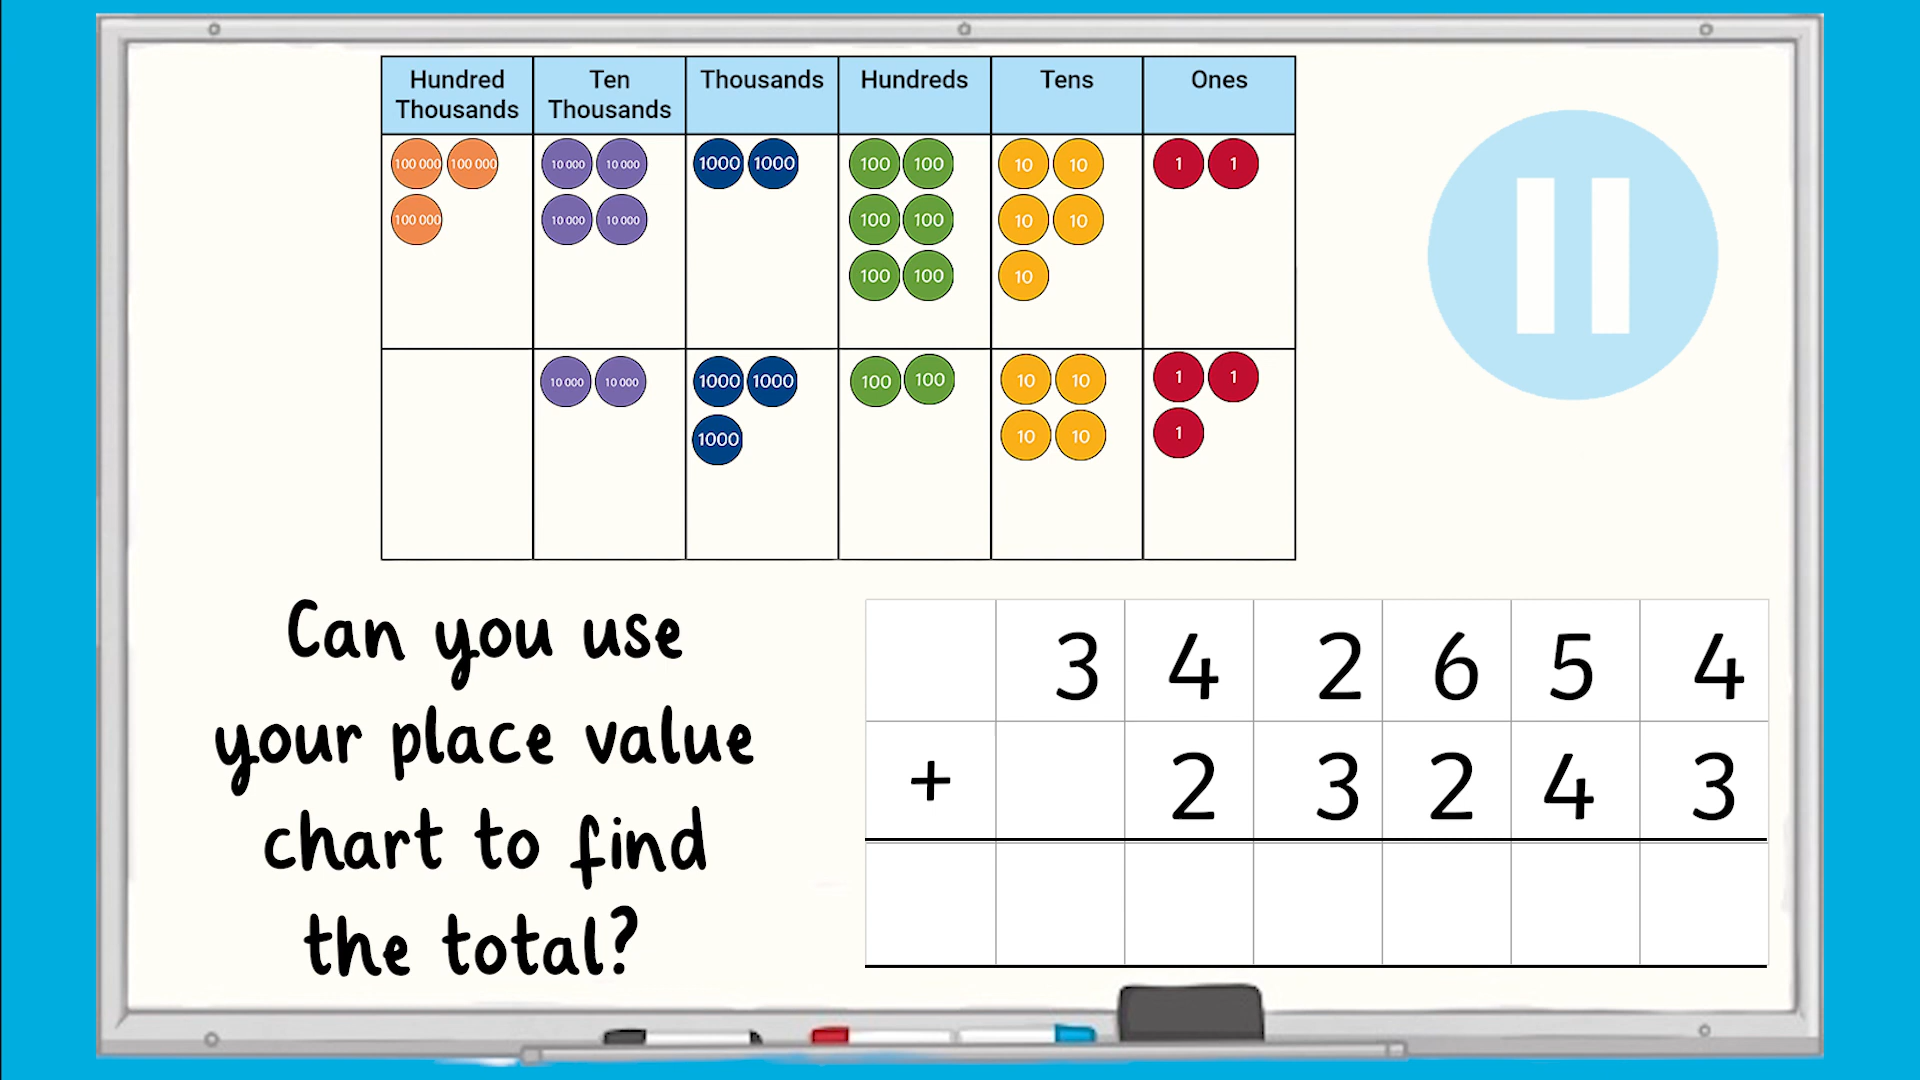 Hundred Thousands Ten Thousands Thousands Hundreds Tens Ones
100 000 100 000 10 000 10 000 1000 1000 100 100 10 10 1 1
100 000 10 000 10 000 100 100 10 10
100 100 10
10 000 10 000 1000 1000 100 100 10 10 1 1
1000 10 10 1
Can you use
your place value
chart to find
the total?
3 4 2 6 5 4
+ 2 3 2 4 3